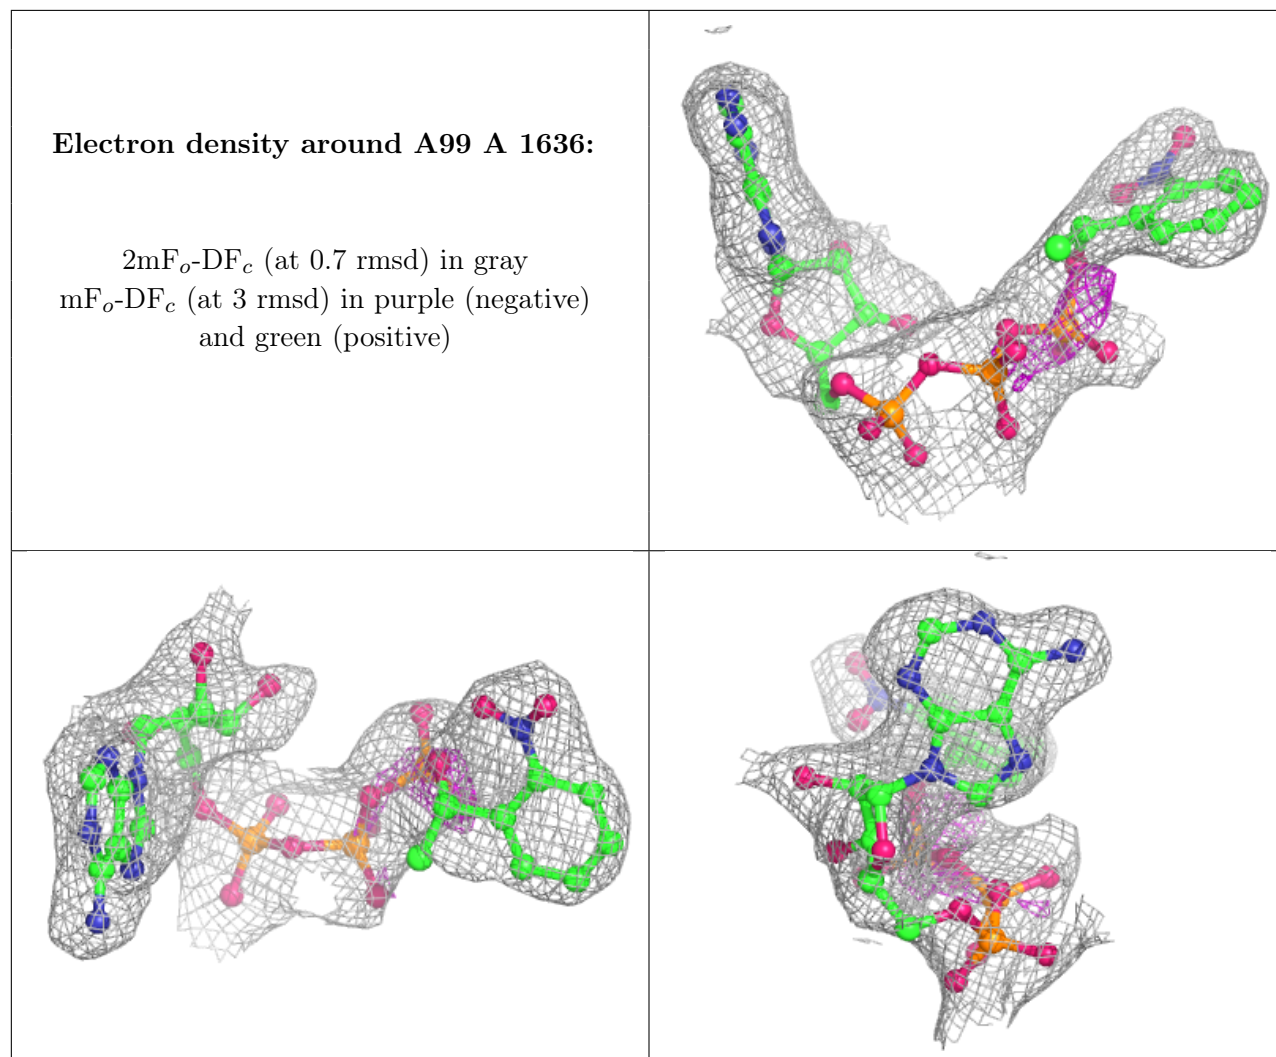 Electron density around A99 A 1636:
2mFo-DFc (at 0.7 rmsd) in gray
mFo-DFc (at 3 rmsd) in purple (negative)
and green (positive)